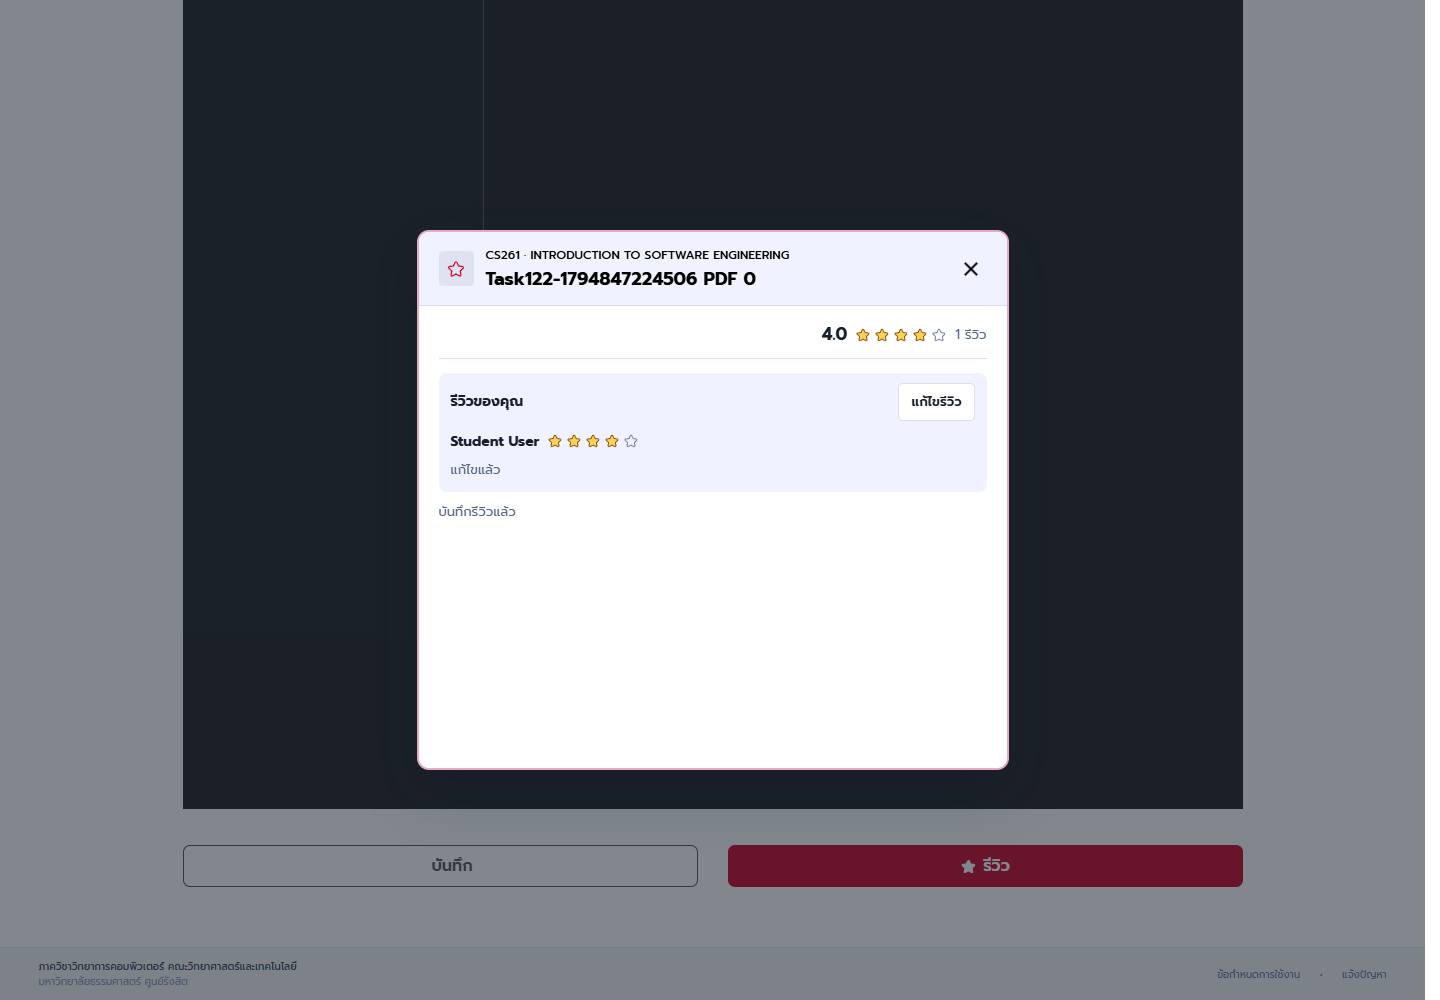 CS261 · INTRODUCTION TO SOFTWARE ENGINEERING
Task122-1794847224506 PDF 0
4.0 1 รีวิว
รีวิวของคุณ
แก้ไขรีวิว
Student User
แก้ไขแล้ว
บันทึกรีวิวแล้ว
บันทึก
รีวิว
ภาควิชาวิทยาการคอมพิวเตอร์ คณะวิทยาศาสตร์และเทคโนโลยี
มหาวิทยาลัยธรรมศาสตร์ ศูนย์รังสิต
ข้อกำหนดการใช้งาน • แจ้งปัญหา